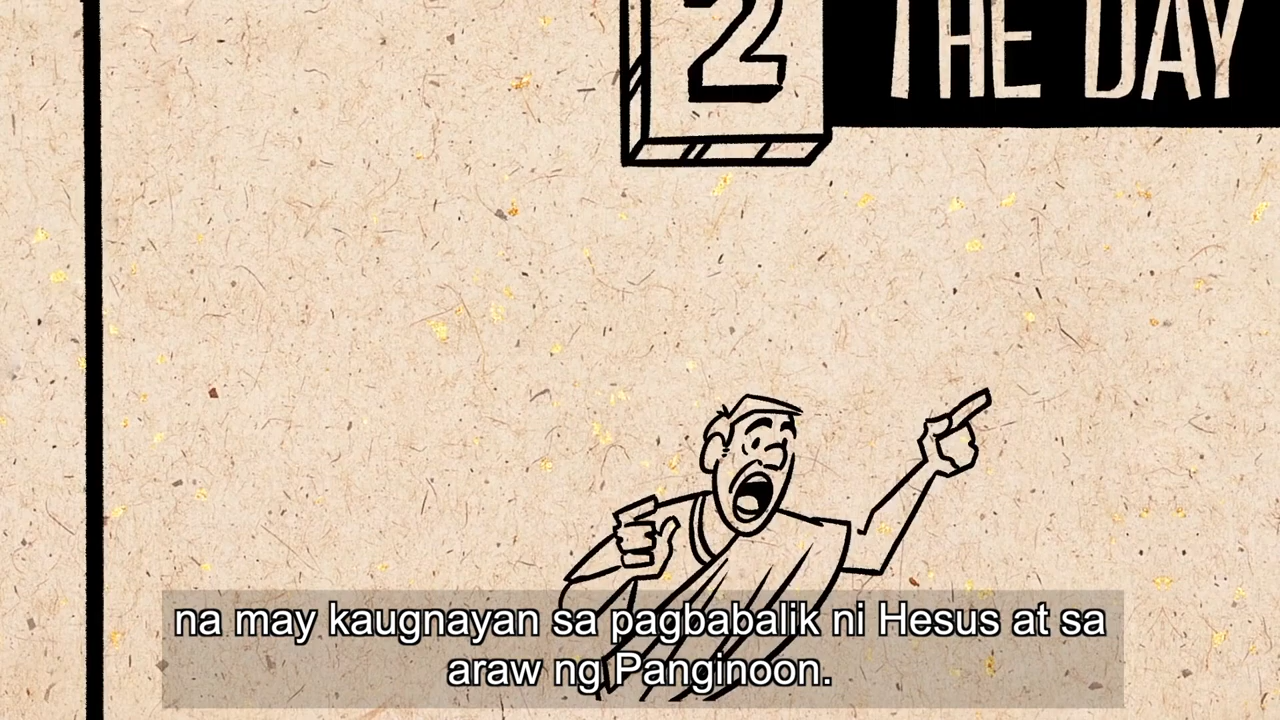 2 THE DAY
na may kaugnayan sa pagbabalik ni Hesus at sa
araw ng Panginoon.